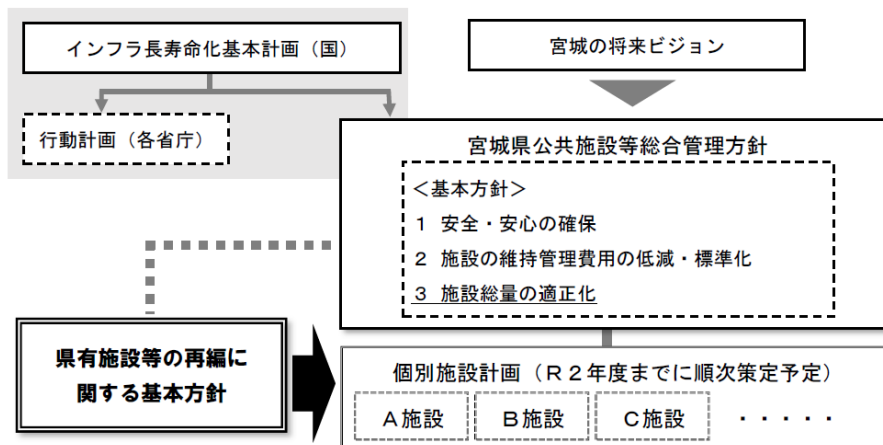 インフラ長寿命化基本計画（国）
宮城の将来ビジョン
行動計画（各省庁）
宮城県公共施設等総合管理方針
＜基本方針＞
１　安全・安心の確保
２　施設の維持管理費用の低減・標準化
３　施設総量の適正化
県有施設等の再編に
関する基本方針
個別施設計画（Ｒ２年度までに順次策定予定）
Ａ施設　Ｂ施設　Ｃ施設　・・・・・